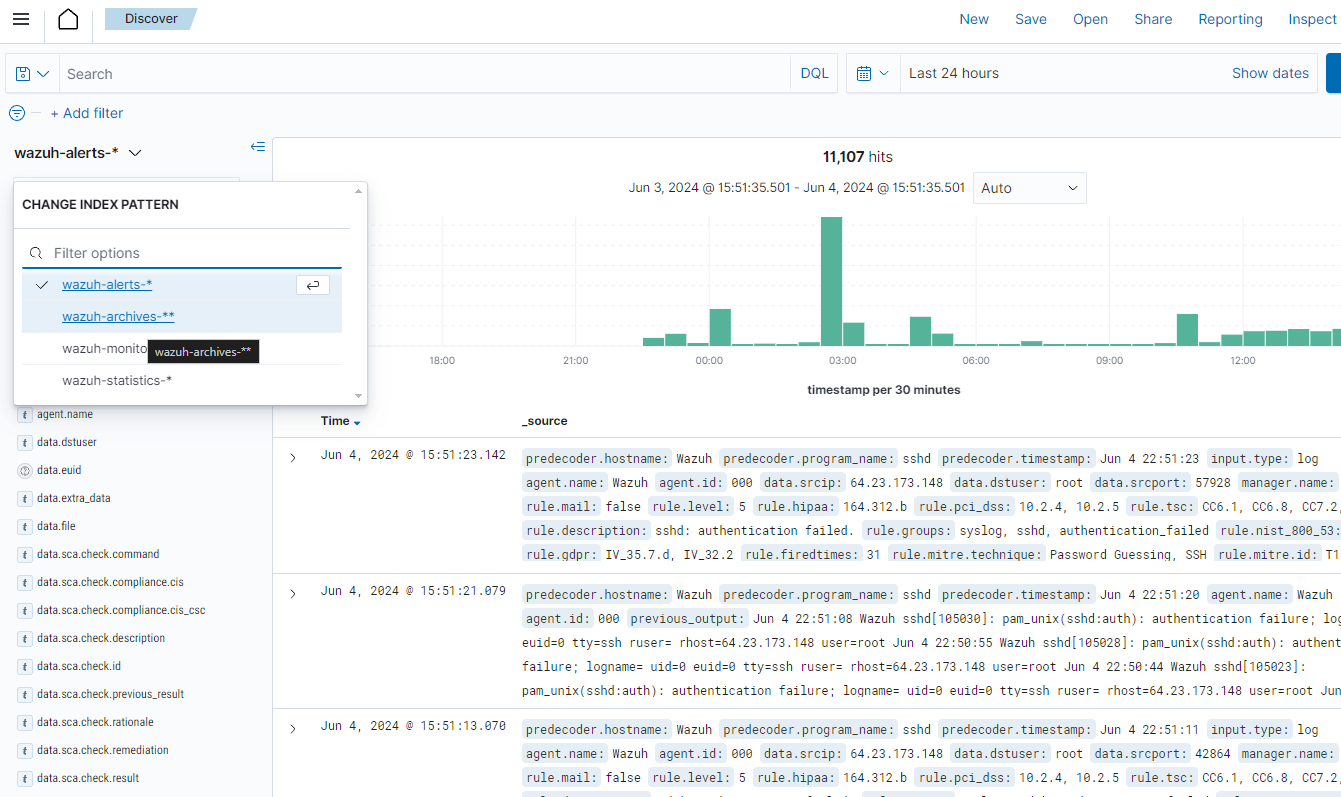 Discover New Save Open Share Reporting Inspect
Search DQL Last 24 hours Show dates
+ Add filter
wazuh-alerts-*
CHANGE INDEX PATTERN
Filter options
wazuh-alerts-*
wazuh-archives-**
wazuh-monito
wazuh-archives-**
wazuh-statistics-*
agent.name
data.dstuser
data.euid
data.extra_data
data.file
data.sca.check.command
data.sca.check.compliance.cis
data.sca.check.compliance.cis_csc
data.sca.check.description
data.sca.check.id
data.sca.check.previous_result
data.sca.check.rationale
data.sca.check.remediation
data.sca.check.result
11,107 hits
Jun 3, 2024 @ 15:51:35.501 - Jun 4, 2024 @ 15:51:35.501 Auto
18:00 21:00 00:00 03:00 06:00 09:00 12:00
timestamp per 30 minutes
Time _source
Jun 4, 2024 @ 15:51:23.142 predecoder.hostname: Wazuh predecoder.program_name: sshd predecoder.timestamp: Jun 4 22:51:23 input.type: log
agent.name: Wazuh agent.id: 000 data.srcip: 64.23.173.148 data.dstuser: root data.srcport: 57928 manager.name:
rule.mail: false rule.level: 5 rule.hipaa: 164.312.b rule.pci_dss: 10.2.4, 10.2.5 rule.tsc: CC6.1, CC6.8, CC7.2,
rule.description: sshd: authentication failed. rule.groups: syslog, sshd, authentication_failed rule.nist_800_53:
rule.gdpr: IV_35.7.d, IV_32.2 rule.firedtimes: 31 rule.mitre.technique: Password Guessing, SSH rule.mitre.id: T1
Jun 4, 2024 @ 15:51:21.079 predecoder.hostname: Wazuh predecoder.program_name: sshd predecoder.timestamp: Jun 4 22:51:20 agent.name: Wazuh
agent.id: 000 previous_output: Jun 4 22:51:08 Wazuh sshd[105030]: pam_unix(sshd:auth): authentication failure; log
euid=0 tty=ssh ruser= rhost=64.23.173.148 user=root Jun 4 22:50:55 Wazuh sshd[105028]: pam_unix(sshd:auth): authent
failure; logname= uid=0 euid=0 tty=ssh ruser= rhost=64.23.173.148 user=root Jun 4 22:50:44 Wazuh sshd[105023]:
pam_unix(sshd:auth): authentication failure; logname= uid=0 euid=0 tty=ssh ruser= rhost=64.23.173.148 user=root Jun
Jun 4, 2024 @ 15:51:13.070 predecoder.hostname: Wazuh predecoder.program_name: sshd predecoder.timestamp: Jun 4 22:51:11 input.type: log
agent.name: Wazuh agent.id: 000 data.srcip: 64.23.173.148 data.dstuser: root data.srcport: 42864 manager.name:
rule.mail: false rule.level: 5 rule.hipaa: 164.312.b rule.pci_dss: 10.2.4, 10.2.5 rule.tsc: CC6.1, CC6.8, CC7.2,